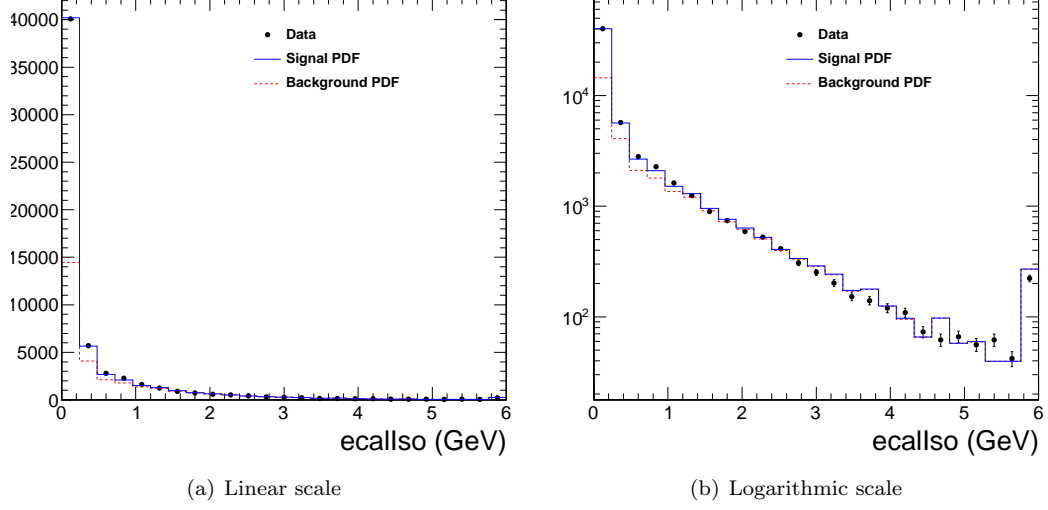 40000
35000
30000
25000
20000
15000
10000
5000
0
Data
Signal PDF
Background PDF
0 1 2 3 4 5 6
ecalIso (GeV)
(a) Linear scale
10^4
10^3
10^2
Data
Signal PDF
Background PDF
0 1 2 3 4 5 6
ecalIso (GeV)
(b) Logarithmic scale